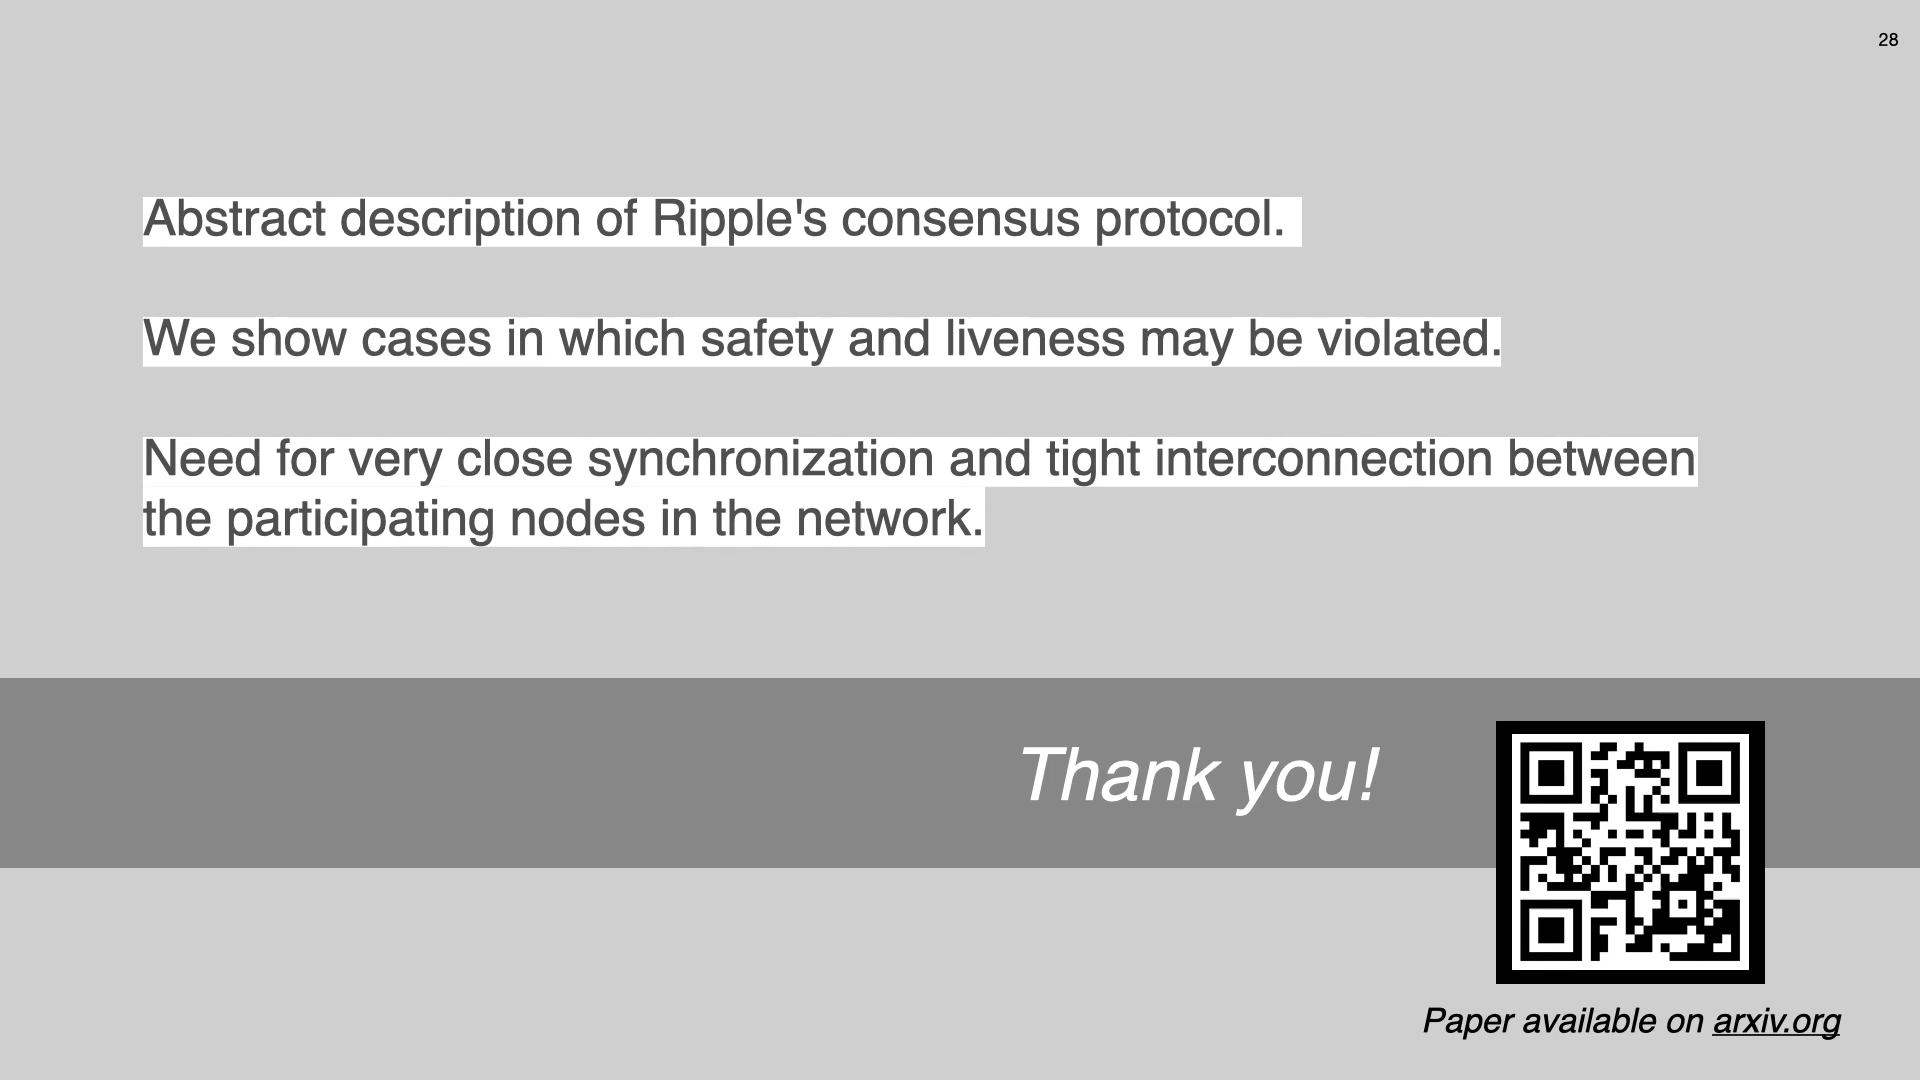 28
Abstract description of Ripple's consensus protocol.
We show cases in which safety and liveness may be violated.
Need for very close synchronization and tight interconnection between
the participating nodes in the network.
Thank you!
Paper available on arxiv.org